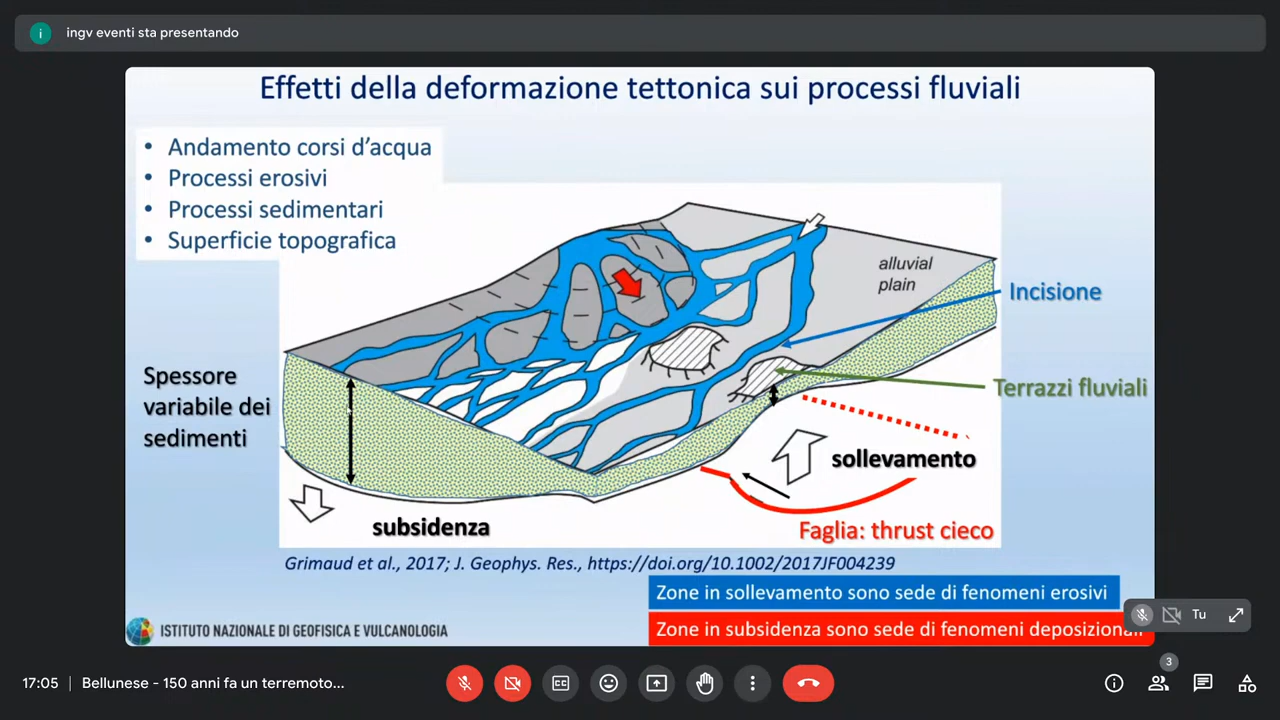 i
ingv eventi sta presentando
Effetti della deformazione tettonica sui processi fluviali
• Andamento corsi d'acqua
• Processi erosivi
• Processi sedimentari
• Superficie topografica
alluvial
plain
Incisione
Spessore
variabile dei
sedimenti
Terrazzi fluviali
sollevamento
subsidenza
Faglia: thrust cieco
Grimaud et al., 2017; J. Geophys. Res., https://doi.org/10.1002/2017JF004239
Zone in sollevamento sono sede di fenomeni erosivi
Zone in subsidenza sono sede di fenomeni deposizionali
ISTITUTO NAZIONALE DI GEOFISICA E VULCANOLOGIA
Tu
17:05 | Bellunese - 150 anni fa un terremoto...
CC
3